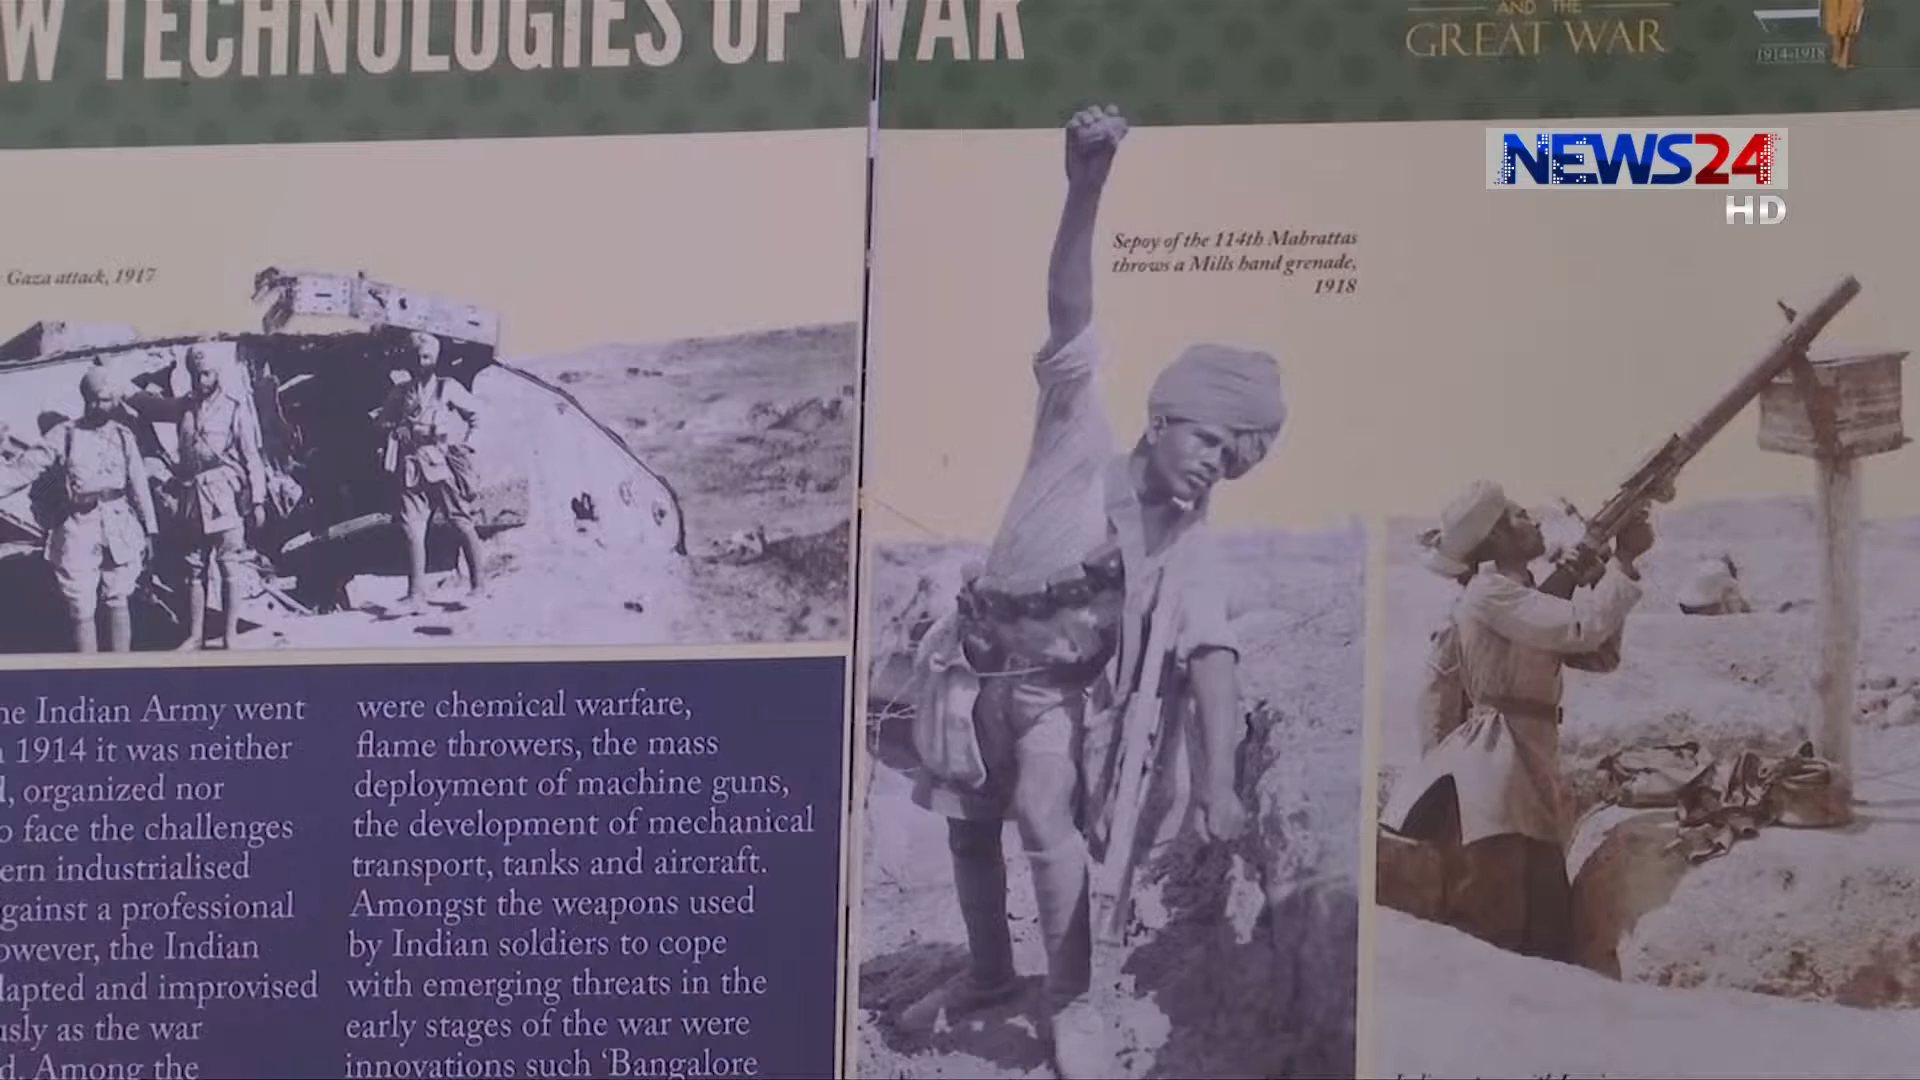 W TECHNOLOGIES OF WAR
AND THE
GREAT WAR
1914-1918
NEWS24
HD
Gaza attack, 1917
Sepoy of the 114th Mahrattas
throws a Mills hand grenade,
1918
he Indian Army went
1914 it was neither
, organized nor
o face the challenges
ern industrialised
gainst a professional
owever, the Indian
dapted and improvised
usly as the war
d. Among the
were chemical warfare,
flame throwers, the mass
deployment of machine guns,
the development of mechanical
transport, tanks and aircraft.
Amongst the weapons used
by Indian soldiers to cope
with emerging threats in the
early stages of the war were
innovations such ‘Bangalore